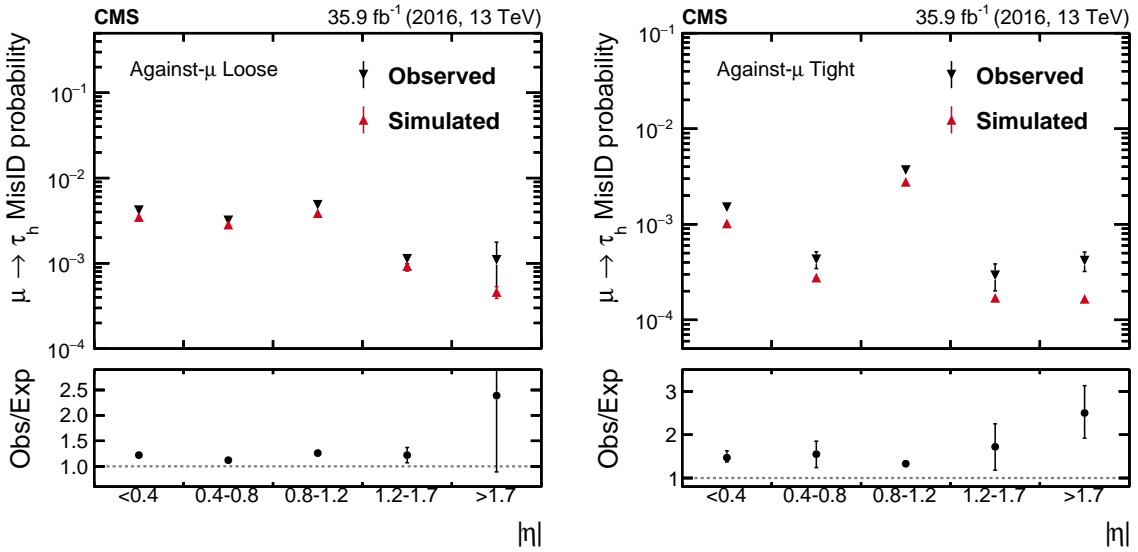 CMS 35.9 fb⁻¹ (2016, 13 TeV)
μ → τ_h MisID probability
Against-μ Loose
Observed
Simulated
10⁻¹
10⁻²
10⁻³
10⁻⁴
Obs/Exp
2.5
2.0
1.5
1.0
<0.4 0.4-0.8 0.8-1.2 1.2-1.7 >1.7
|η|
CMS 35.9 fb⁻¹ (2016, 13 TeV)
μ → τ_h MisID probability
Against-μ Tight
Observed
Simulated
10⁻¹
10⁻²
10⁻³
10⁻⁴
Obs/Exp
3
2
1
<0.4 0.4-0.8 0.8-1.2 1.2-1.7 >1.7
|η|